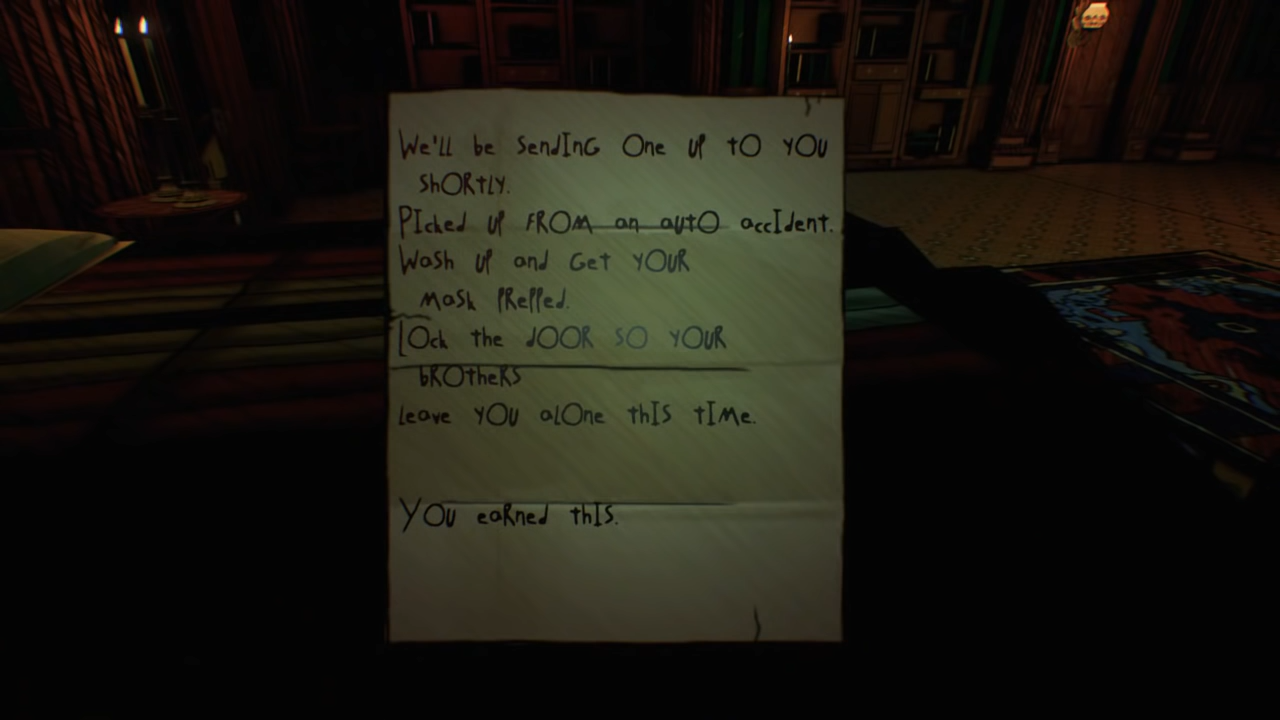 We'll be sending one up to you
shortly.
Picked up from an auto accident.
Wash up and get your
mask prepped.
Lock the door so your
brothers
leave you alone this time.
You earned this.